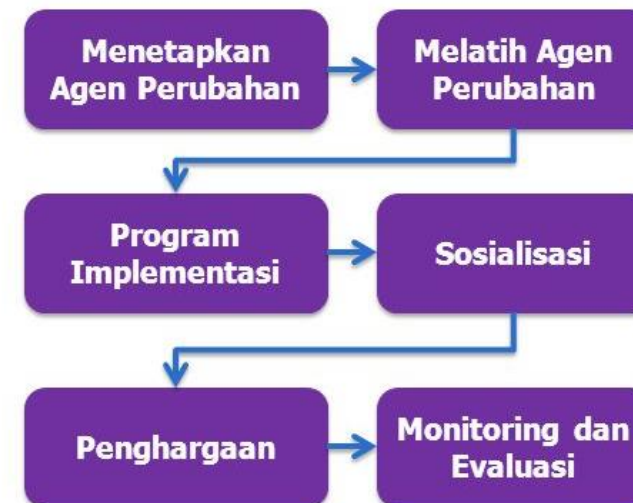 Menetapkan
Agen Perubahan
Melatih Agen
Perubahan
Program
Implementasi
Sosialisasi
Penghargaan
Monitoring dan
Evaluasi